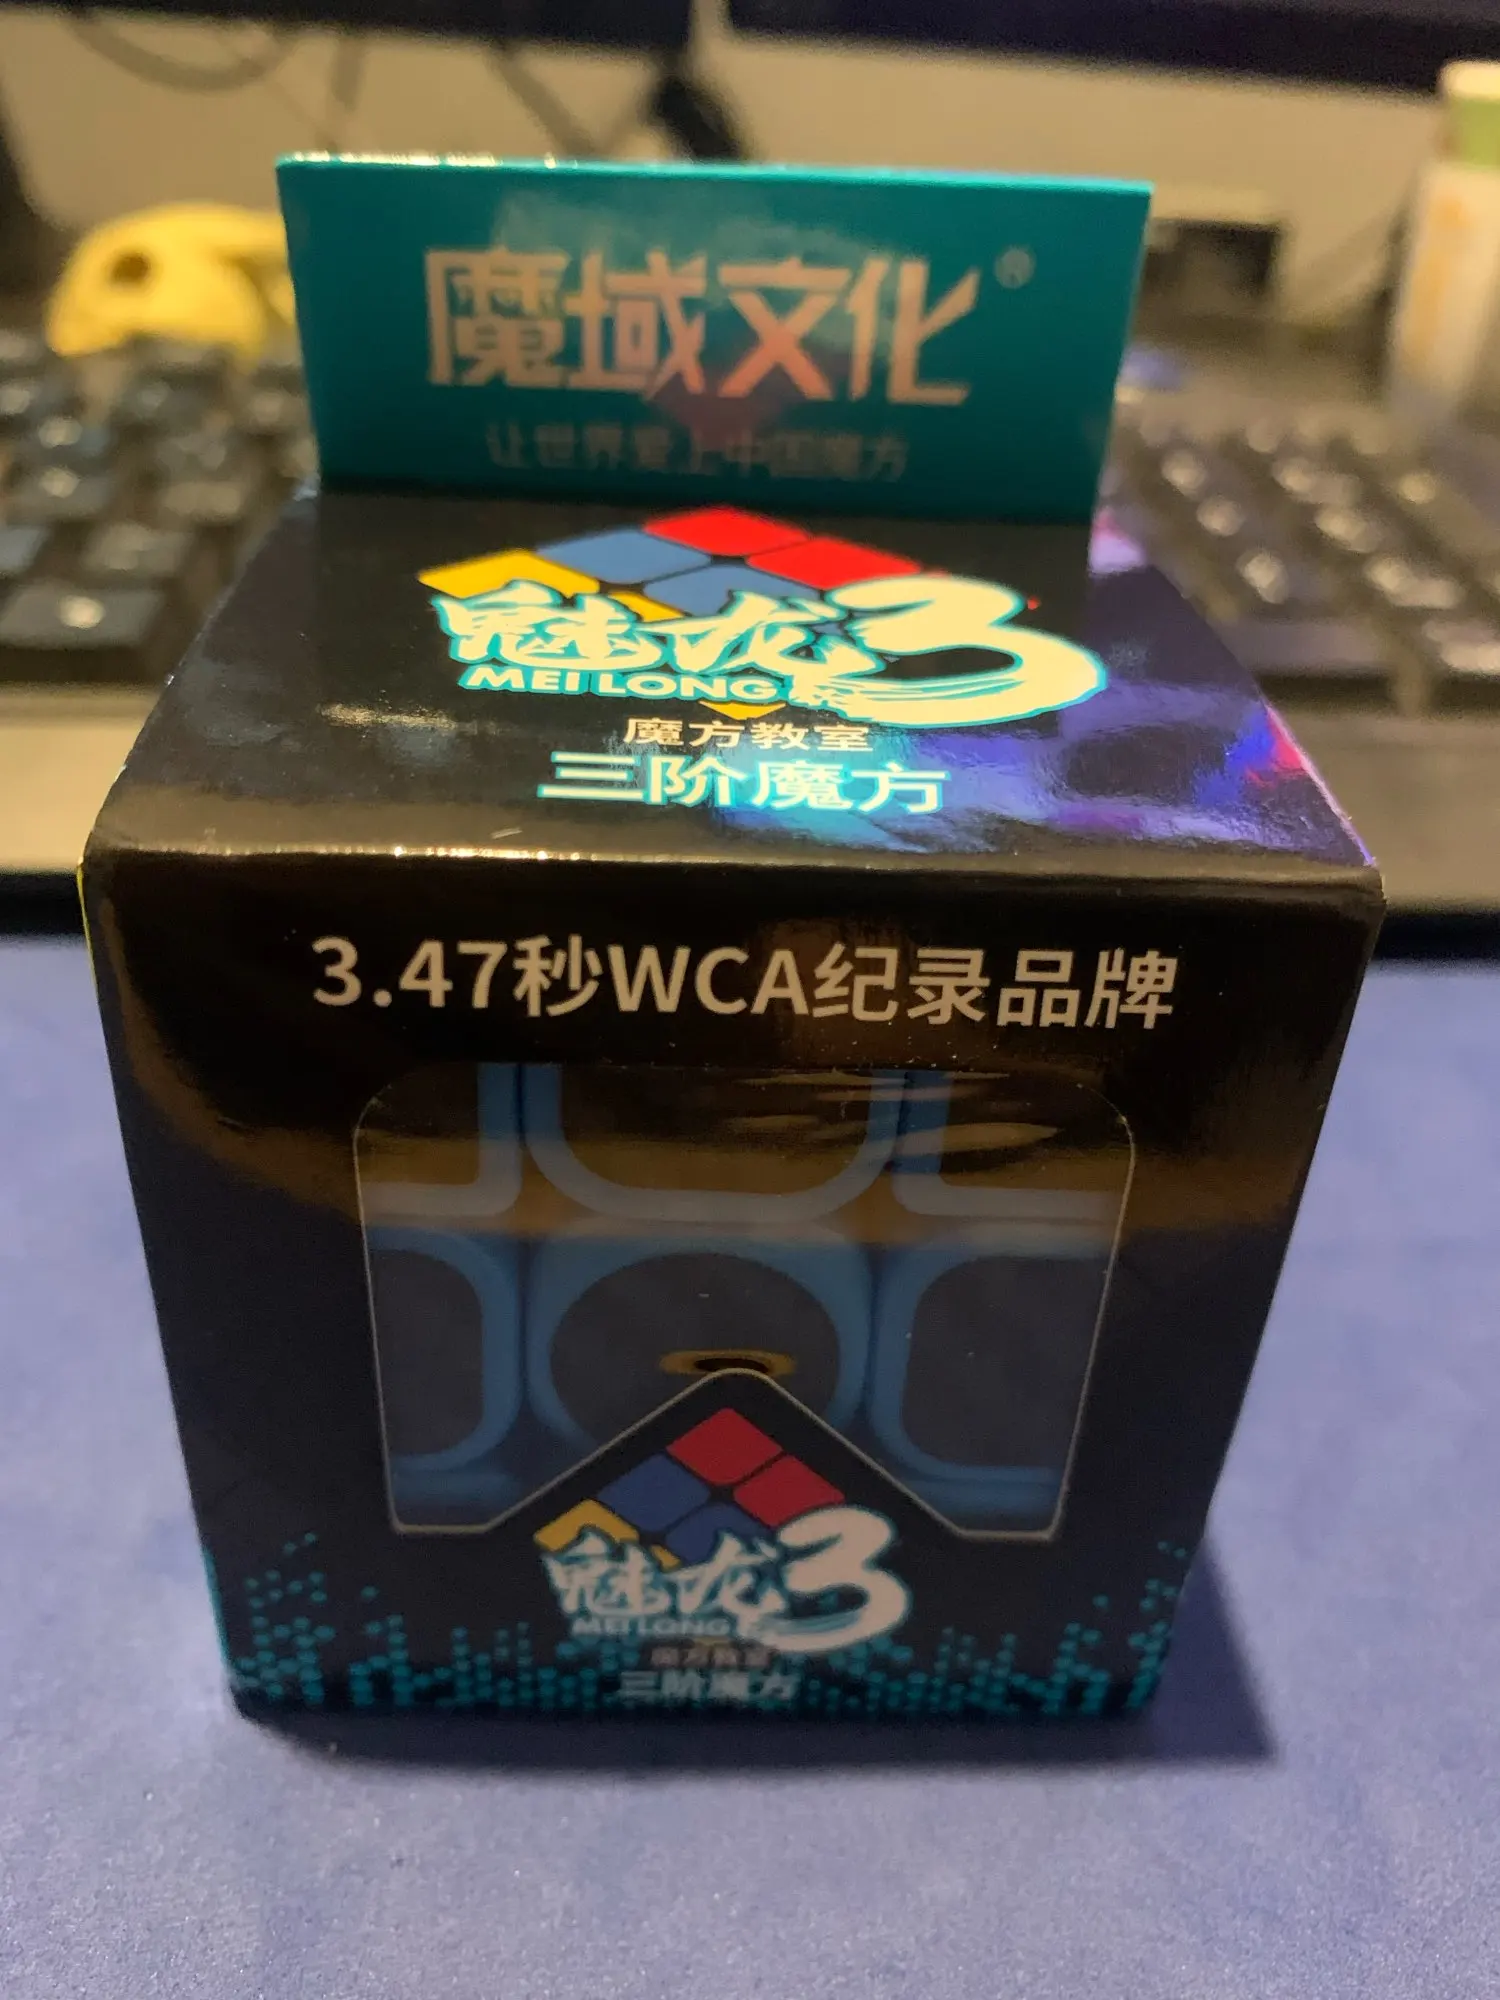 魔域文化®
让世界爱上中国魔方
魅龙3
MEI LONG
魔方教室
三阶魔方
3.47秒WCA纪录品牌
魅龙3
MEI LONG
魔方教室
三阶魔方